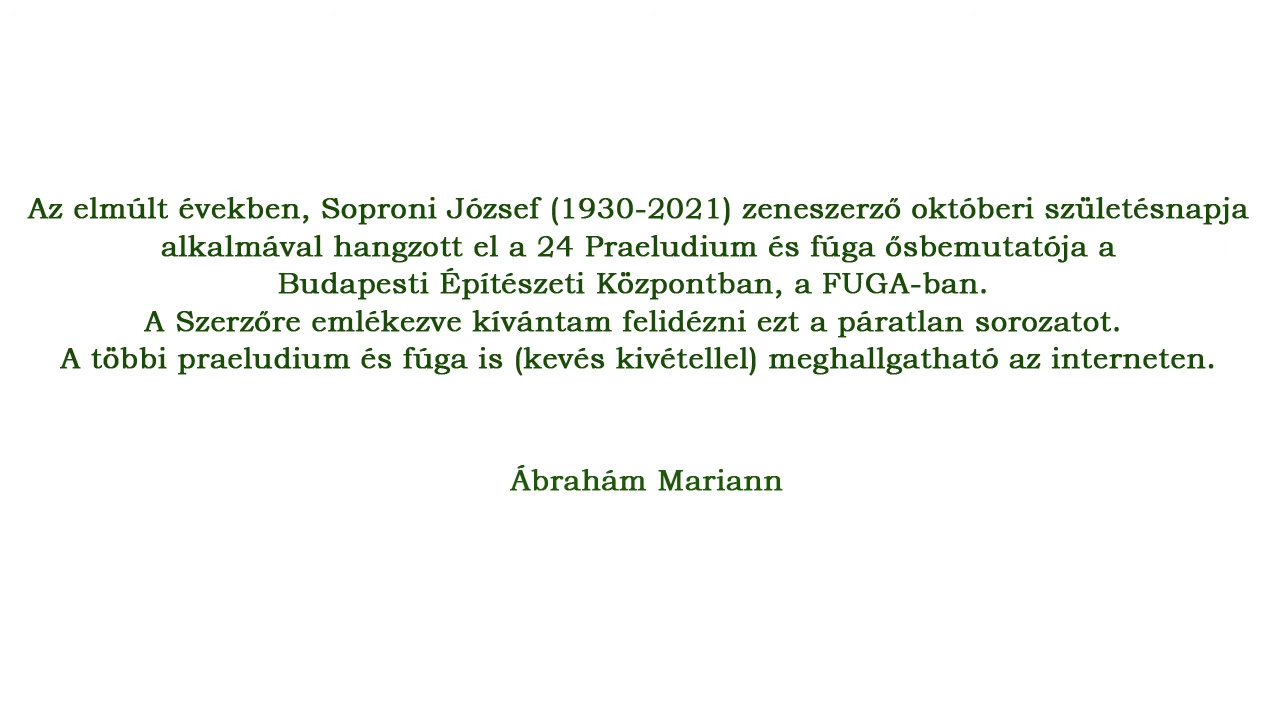 Az elmúlt években, Soproni József (1930-2021) zeneszerző októberi születésnapja
alkalmával hangzott el a 24 Praeludium és fúga ősbemutatója a
Budapesti Építészeti Központban, a FUGA-ban.
A Szerzőre emlékezve kívántam felidézni ezt a páratlan sorozatot.
A többi praeludium és fúga is (kevés kivétellel) meghallgatható az interneten.
Ábrahám Mariann